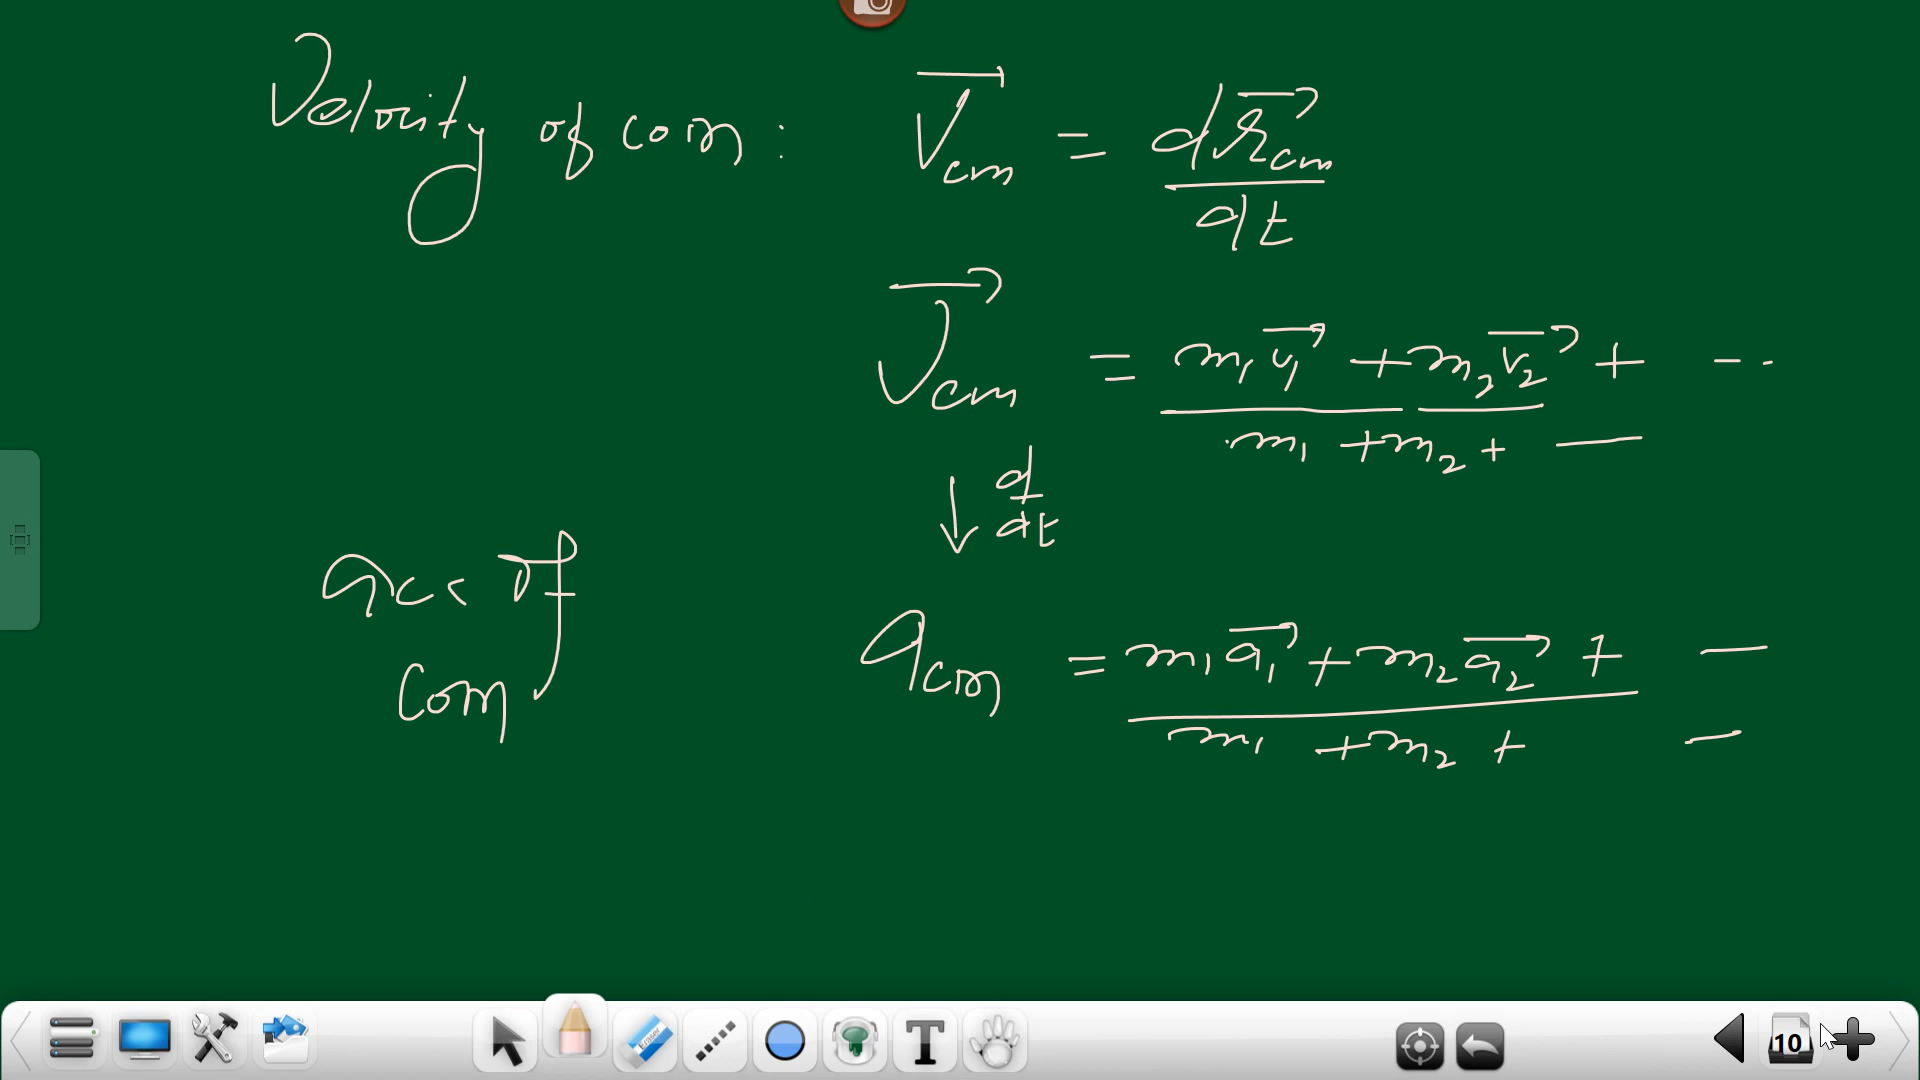 Velocity of com : V⃗cm = dr⃗cm / dt
V⃗cm = m₁v⃗₁ + m₂v⃗₂ + - - / m₁ + m₂ + —
↓ d/dt
acc of com
acm = m₁a⃗₁ + m₂a⃗₂ + — / m₁ + m₂ + —
Eraser
T
10